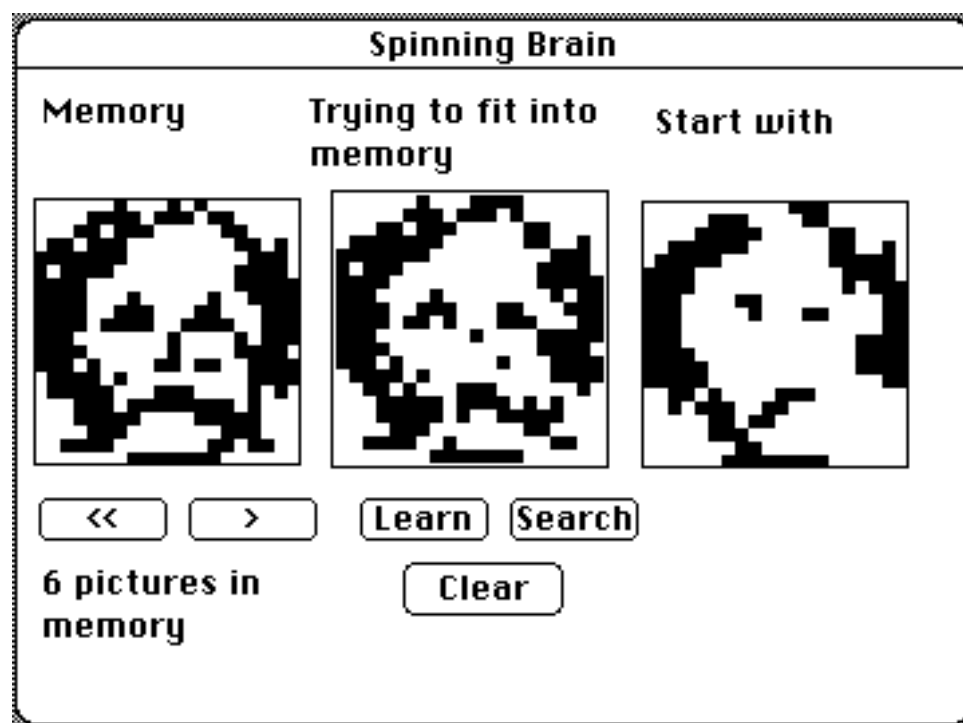 Spinning Brain
Memory
Trying to fit into
memory
Start with
<<
>
Learn
Search
6 pictures in
memory
Clear